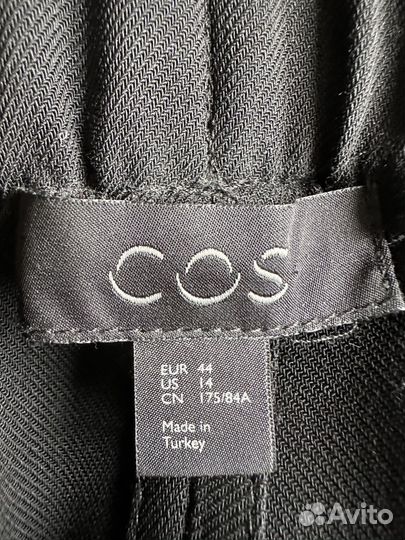 COS
EUR 44
US 14
CN 175/84A
Made in
Turkey
Avito